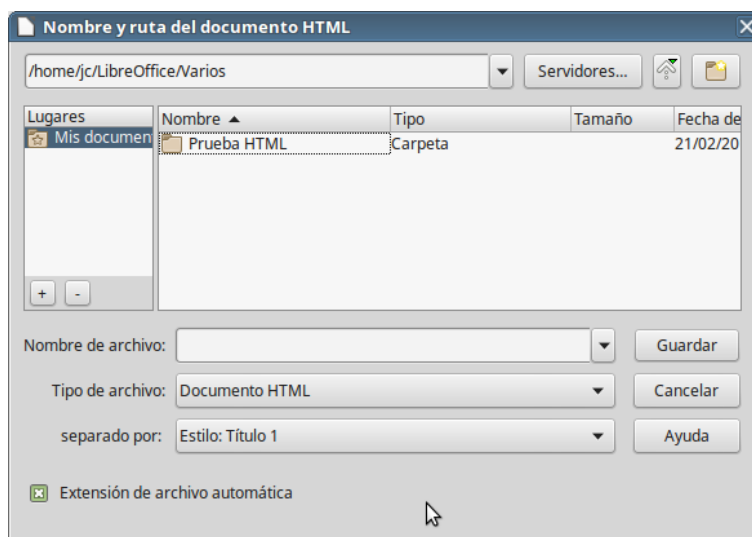 Nombre y ruta del documento HTML
/home/jc/LibreOffice/Varios
Servidores...
Lugares
Nombre
Tipo
Tamaño
Fecha de
Mis documen
Prueba HTML
Carpeta
21/02/20
+
-
Nombre de archivo:
Guardar
Tipo de archivo:
Documento HTML
Cancelar
separado por:
Estilo: Título 1
Ayuda
Extensión de archivo automática